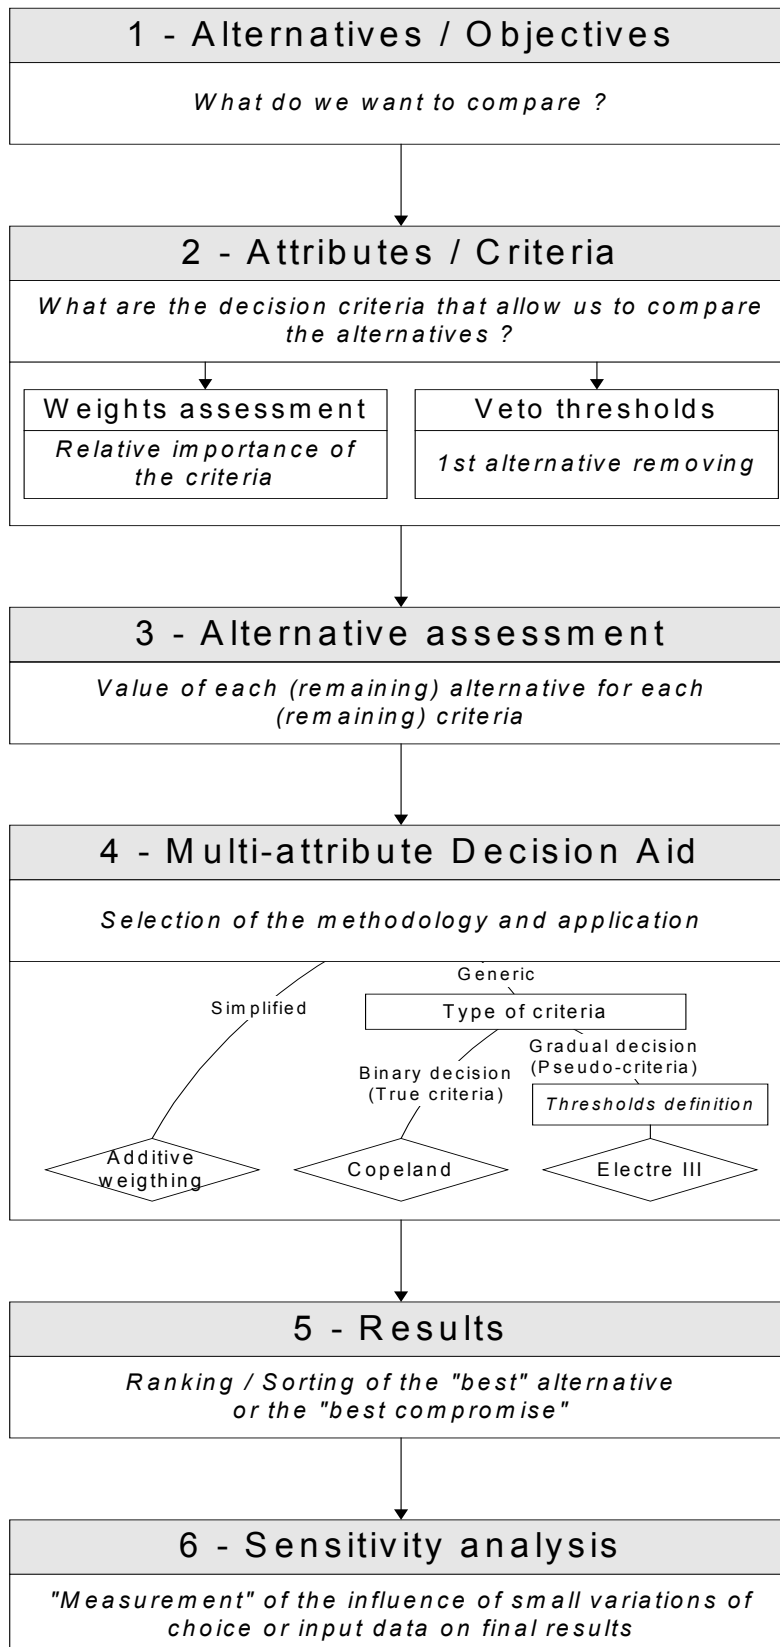 1 - Alternatives / Objectives
What do we want to compare ?
2 - Attributes / Criteria
What are the decision criteria that allow us to compare
the alternatives ?
Weights assessment
Relative importance of
the criteria
Veto thresholds
1st alternative removing
3 - Alternative assessment
Value of each (remaining) alternative for each
(remaining) criteria
4 - Multi-attribute Decision Aid
Selection of the methodology and application
Generic
Simplified
Type of criteria
Gradual decision
(Pseudo-criteria)
Binary decision
(True criteria)
Thresholds definition
Additive
weigthing
Copeland
Electre III
5 - Results
Ranking / Sorting of the "best" alternative
or the "best compromise"
6 - Sensitivity analysis
"Measurement" of the influence of small variations of
choice or input data on final results